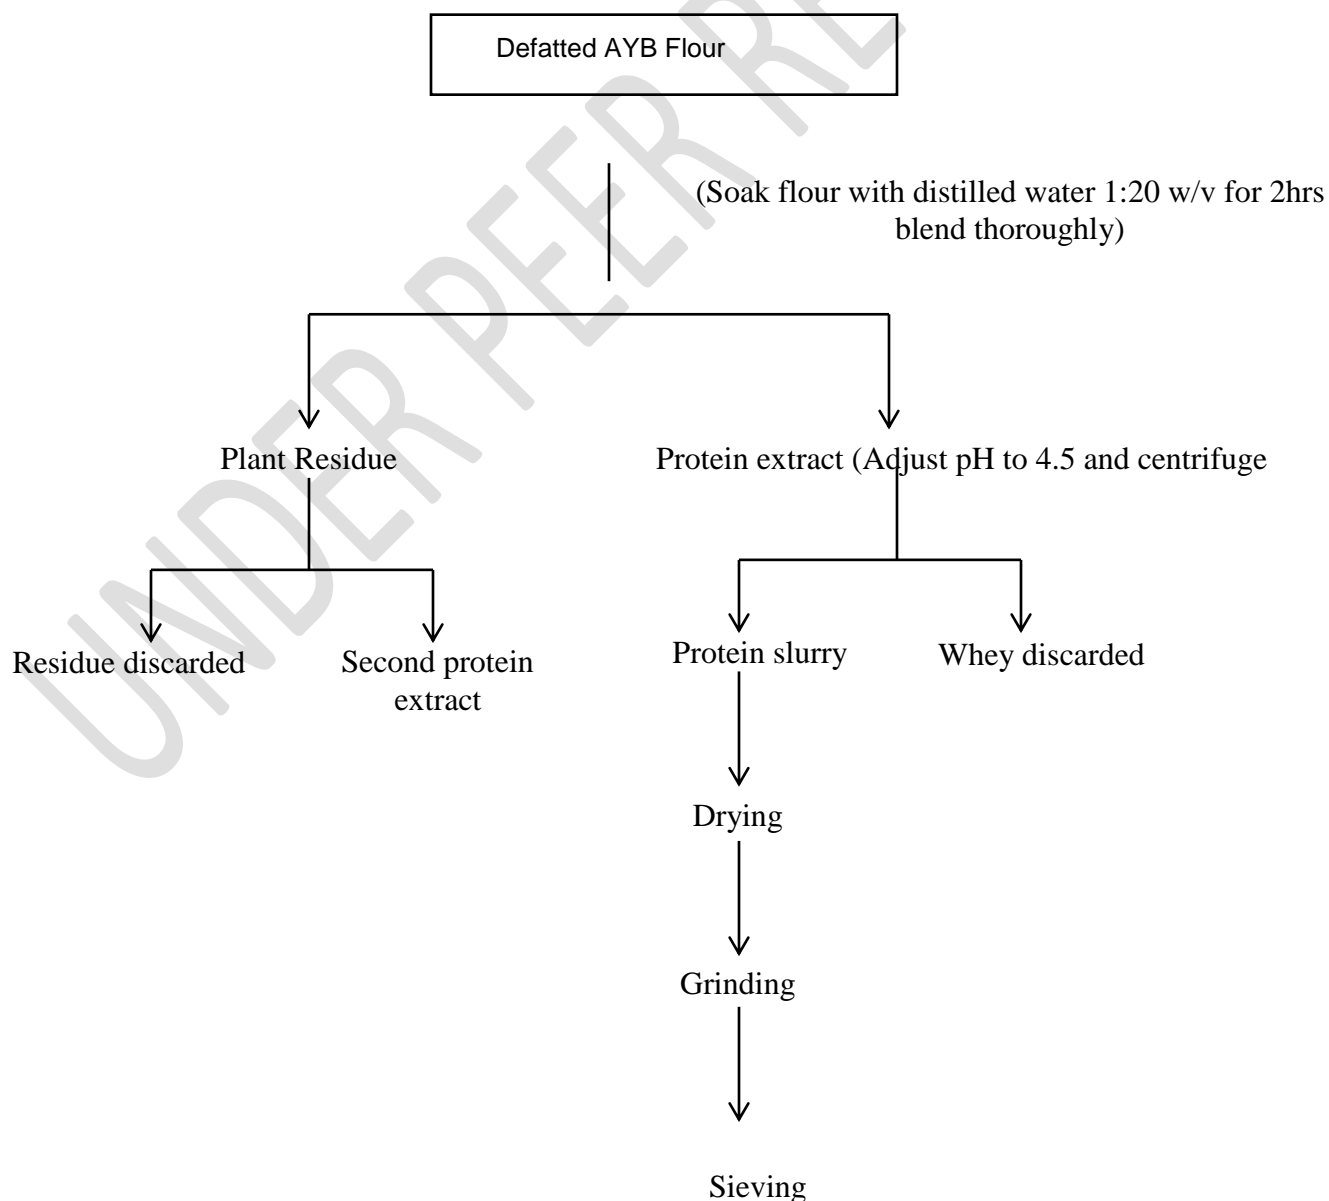 Defatted AYB Flour
(Soak flour with distilled water 1:20 w/v for 2hrs
blend thoroughly)
Plant Residue
Protein extract (Adjust pH to 4.5 and centrifuge
Residue discarded
Second protein
extract
Protein slurry
Whey discarded
Drying
Grinding
Sieving
UNDER PEER RE